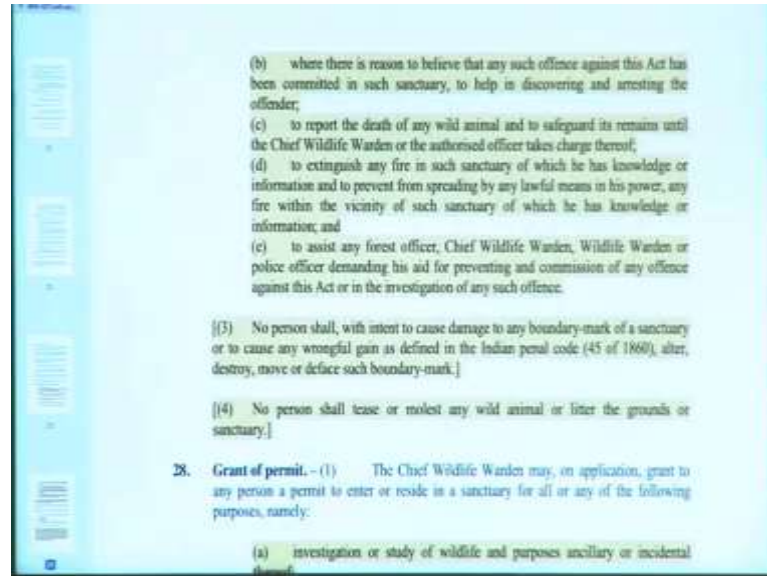 (b) where there is reason to believe that any such offence against this Act has
been committed in such sanctuary, to help in discovering and arresting the
offender;
(c) to report the death of any wild animal and to safeguard its remains until
the Chief Wildlife Warden or the authorised officer takes charge thereof;
(d) to extinguish any fire in such sanctuary of which he has knowledge or
information and to prevent from spreading by any lawful means in his power, any
fire within the vicinity of such sanctuary of which he has knowledge or
information; and
(e) to assist any forest officer, Chief Wildlife Warden, Wildlife Warden or
police officer demanding his aid for preventing and commission of any offence
against this Act or in the investigation of any such offence.
[(3) No person shall, with intent to cause damage to any boundary-mark of a sanctuary
or to cause any wrongful gain as defined in the Indian penal code (45 of 1860), alter,
destroy, move or deface such boundary-mark.]
[(4) No person shall tease or molest any wild animal or litter the grounds or
sanctuary.]
28. Grant of permit. – (1) The Chief Wildlife Warden may, on application, grant to
any person a permit to enter or reside in a sanctuary for all or any of the following
purposes, namely:
(a) investigation or study of wildlife and purposes ancillary or incidental
thereof;